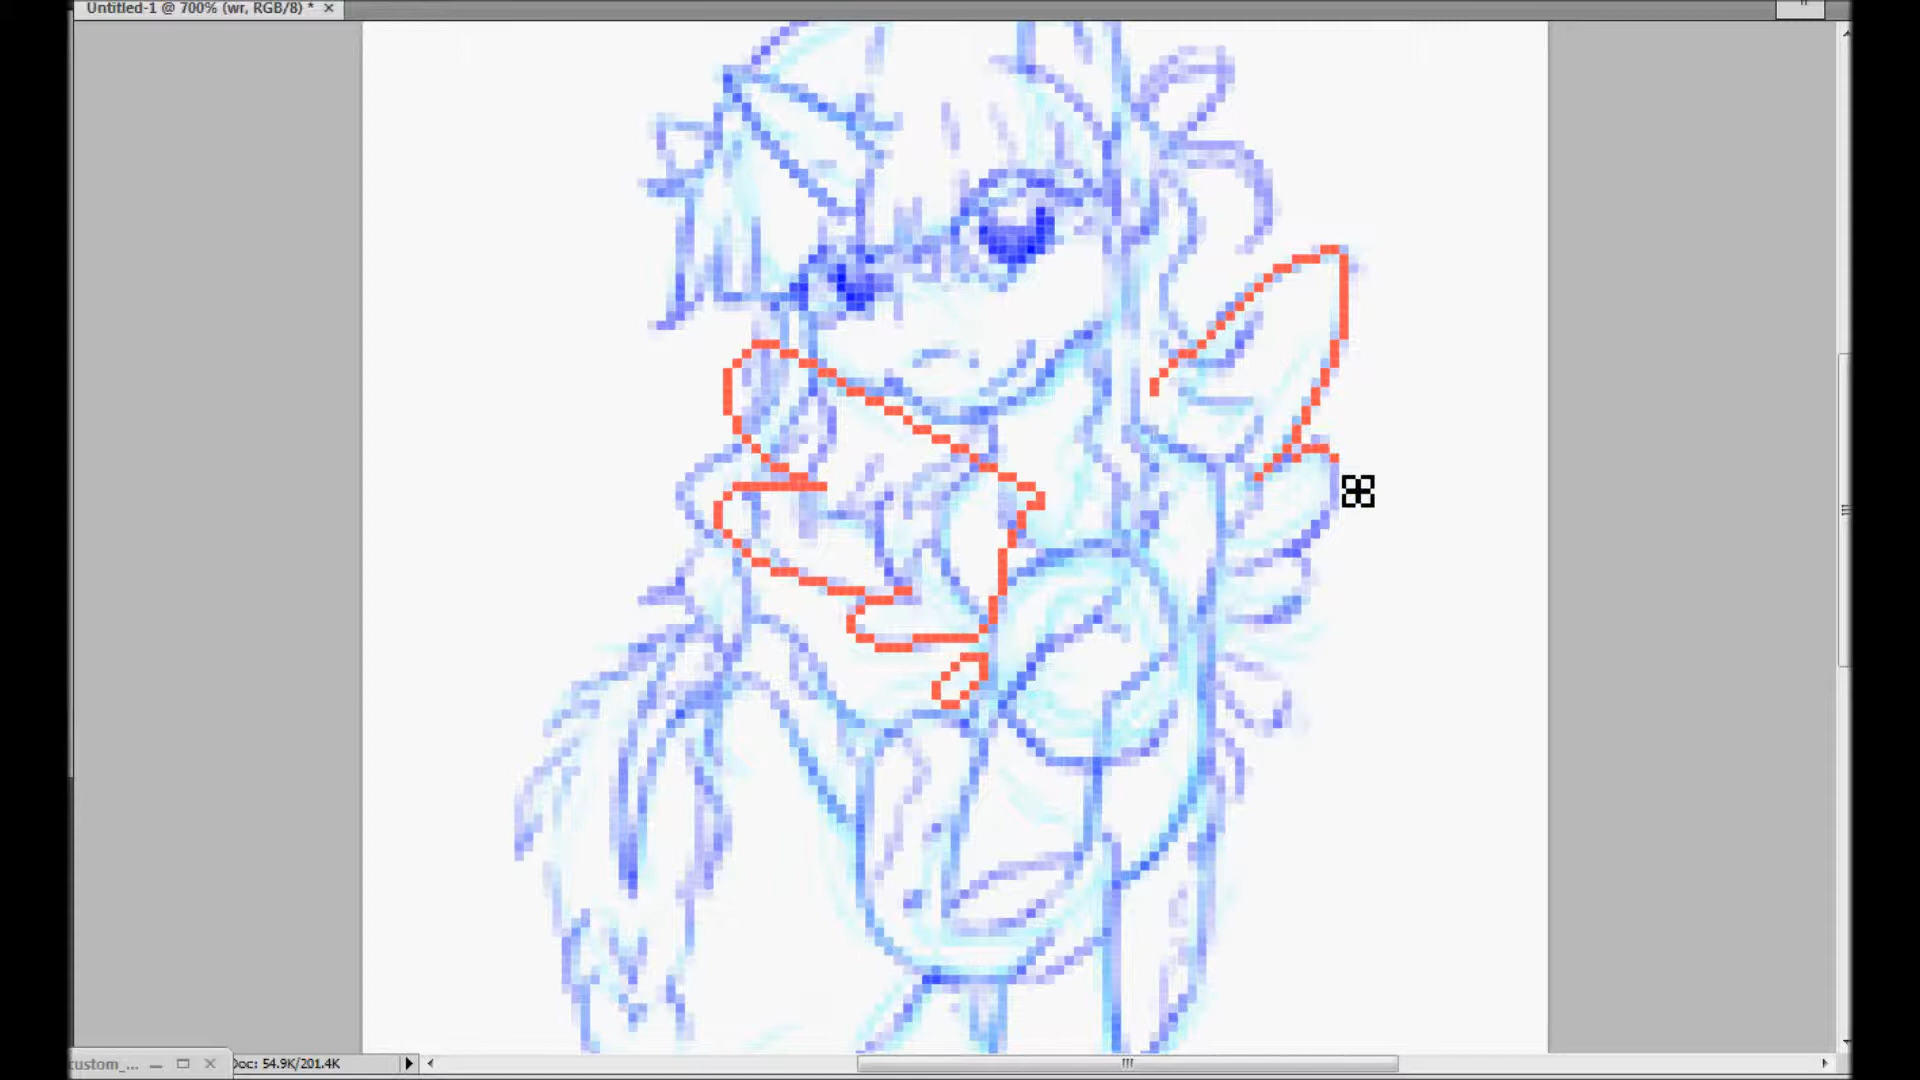 Untitled-1 @ 700% (wr, RGB/8) *
custom_...
Doc: 54.9K/201.4K